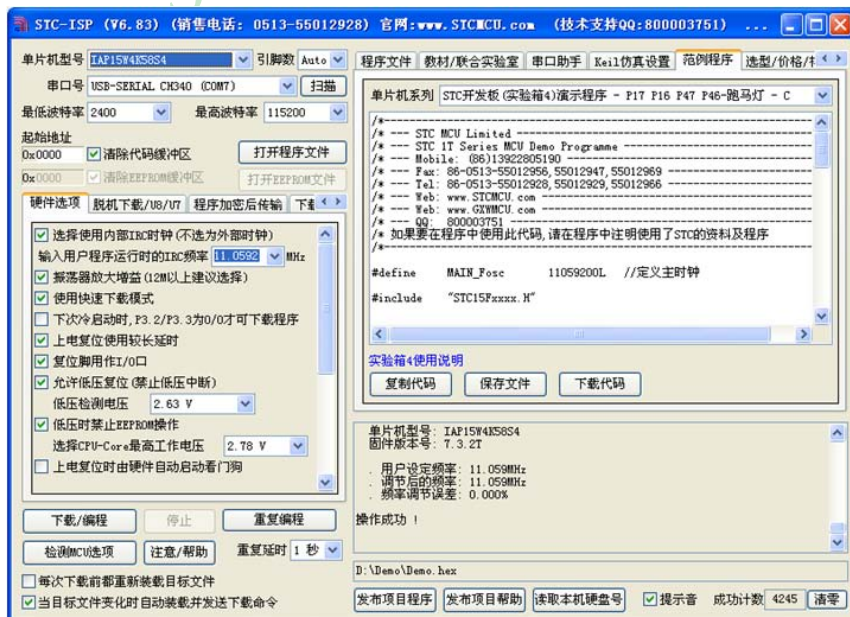 STC-ISP (V6.83) (销售电话: 0513-55012928) 官网:www.STCMCU.com (技术支持QQ:800003751) ...
单片机型号 IAP15W4K58S4 引脚数 Auto
串口号 USB-SERIAL CH340 (COM7) 扫描
最低波特率 2400 最高波特率 115200
起始地址
0x0000 清除代码缓冲区 打开程序文件
0x0000 清除EEPROM缓冲区 打开EEPROM文件
硬件选项 脱机下载/U8/U7 程序加密后传输
选择使用内部IRC时钟(不选为外部时钟)
输入用户程序运行时的IRC频率 11.0592 MHz
振荡器放大增益(12M以上建议选择)
使用快速下载模式
下次冷启动时,P3.2/P3.3为0/0才可下载程序
上电复位使用较长延时
复位脚用作I/O口
允许低压复位(禁止低压中断)
低压检测电压 2.63 V
低压时禁止EEPROM操作
选择CPU-Core最高工作电压 2.78 V
上电复位时由硬件自动启动看门狗
下载/编程 停止 重复编程
检测MCU选项 注意/帮助 重复延时 1 秒
每次下载前都重新装载目标文件
当目标文件变化时自动装载并发送下载命令
程序文件 教材/联合实验室 串口助手 Keil仿真设置 范例程序 选型/价格/
单片机系列 STC开发板(实验箱4)演示程序 - P17 P16 P47 P46-跑马灯 - C
/*---------------------------------------------------------------------
/* --- STC MCU Limited ------------------------------------------------
/* --- STC 1T Series MCU Demo Programme -------------------------------
/* --- Mobile: (86)13922805190 ----------------------------------------
/* --- Fax: 86-0513-55012956,55012947,55012969 ------------------------
/* --- Tel: 86-0513-55012928,55012929,55012966 ------------------------
/* --- Web: www.STCMCU.com --------------------------------------------
/* --- Web: www.GXWMCU.com --------------------------------------------
/* --- QQ: 800003751 --------------------------------------------------
/* 如果要在程序中使用此代码,请在程序中注明使用了STC的资料及程序
/*---------------------------------------------------------------------
#define MAIN_Fosc 11059200L //定义主时钟
#include "STC15Fxxxx.H"
实验箱4使用说明
复制代码 保存文件 下载代码
单片机型号: IAP15W4K58S4
固件版本号: 7.3.2T
. 用户设定频率: 11.059MHz
. 调节后的频率: 11.059MHz
. 频率调节误差: 0.000%
操作成功 !
D:\Demo\Demo.hex
发布项目程序 发布项目帮助 读取本机硬盘号 提示音 成功计数 4245 清零